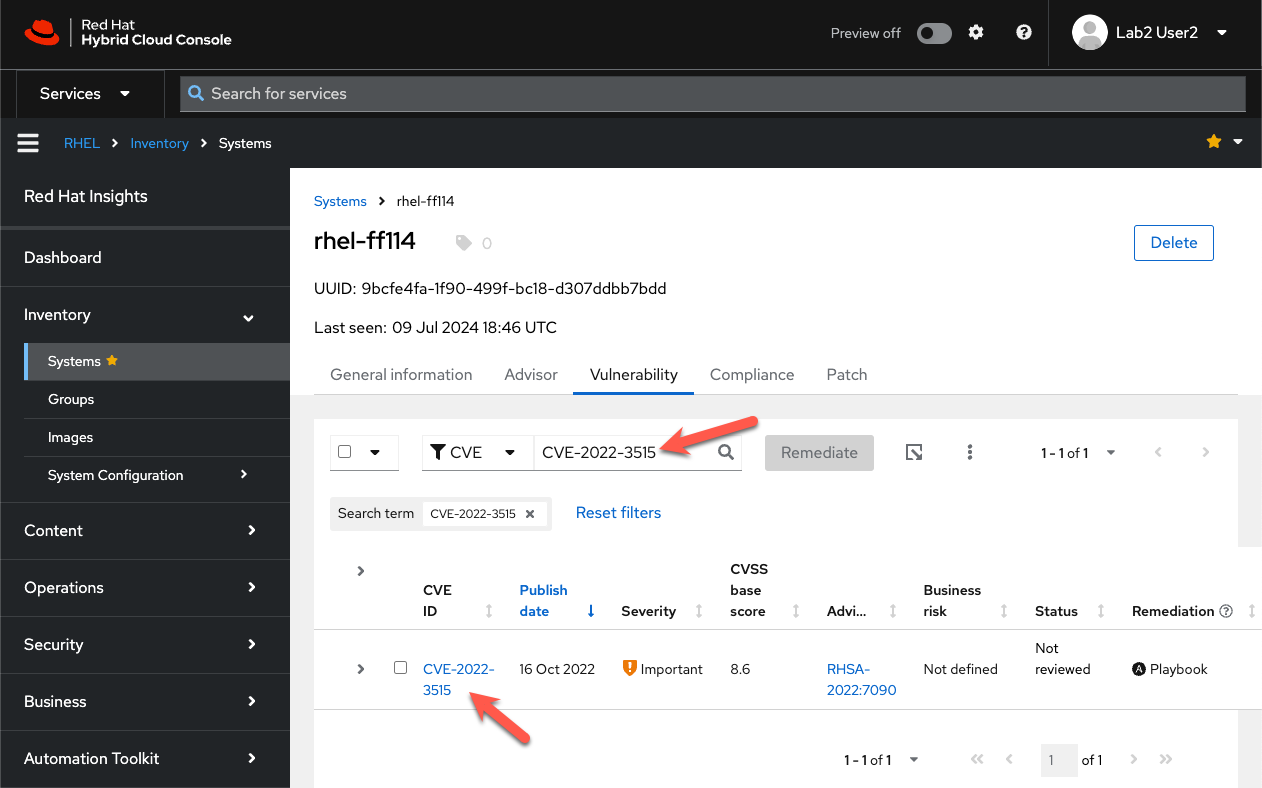 Red Hat
Hybrid Cloud Console
Preview off
Lab2 User2
Services
Search for services
RHEL > Inventory > Systems
Red Hat Insights
Dashboard
Inventory
Systems
Groups
Images
System Configuration
Content
Operations
Security
Business
Automation Toolkit
Systems > rhel-ff114
rhel-ff114
0
Delete
UUID: 9bcfe4fa-1f90-499f-bc18-d307ddbb7bdd
Last seen: 09 Jul 2024 18:46 UTC
General information Advisor Vulnerability Compliance Patch
CVE CVE-2022-3515 Remediate 1 - 1 of 1
Search term CVE-2022-3515 Reset filters
CVE ID
Publish date
Severity
CVSS base score
Advi...
Business risk
Status
Remediation
CVE-2022-3515
16 Oct 2022
Important
8.6
RHSA-2022:7090
Not defined
Not reviewed
Playbook
1 - 1 of 1
1 of 1